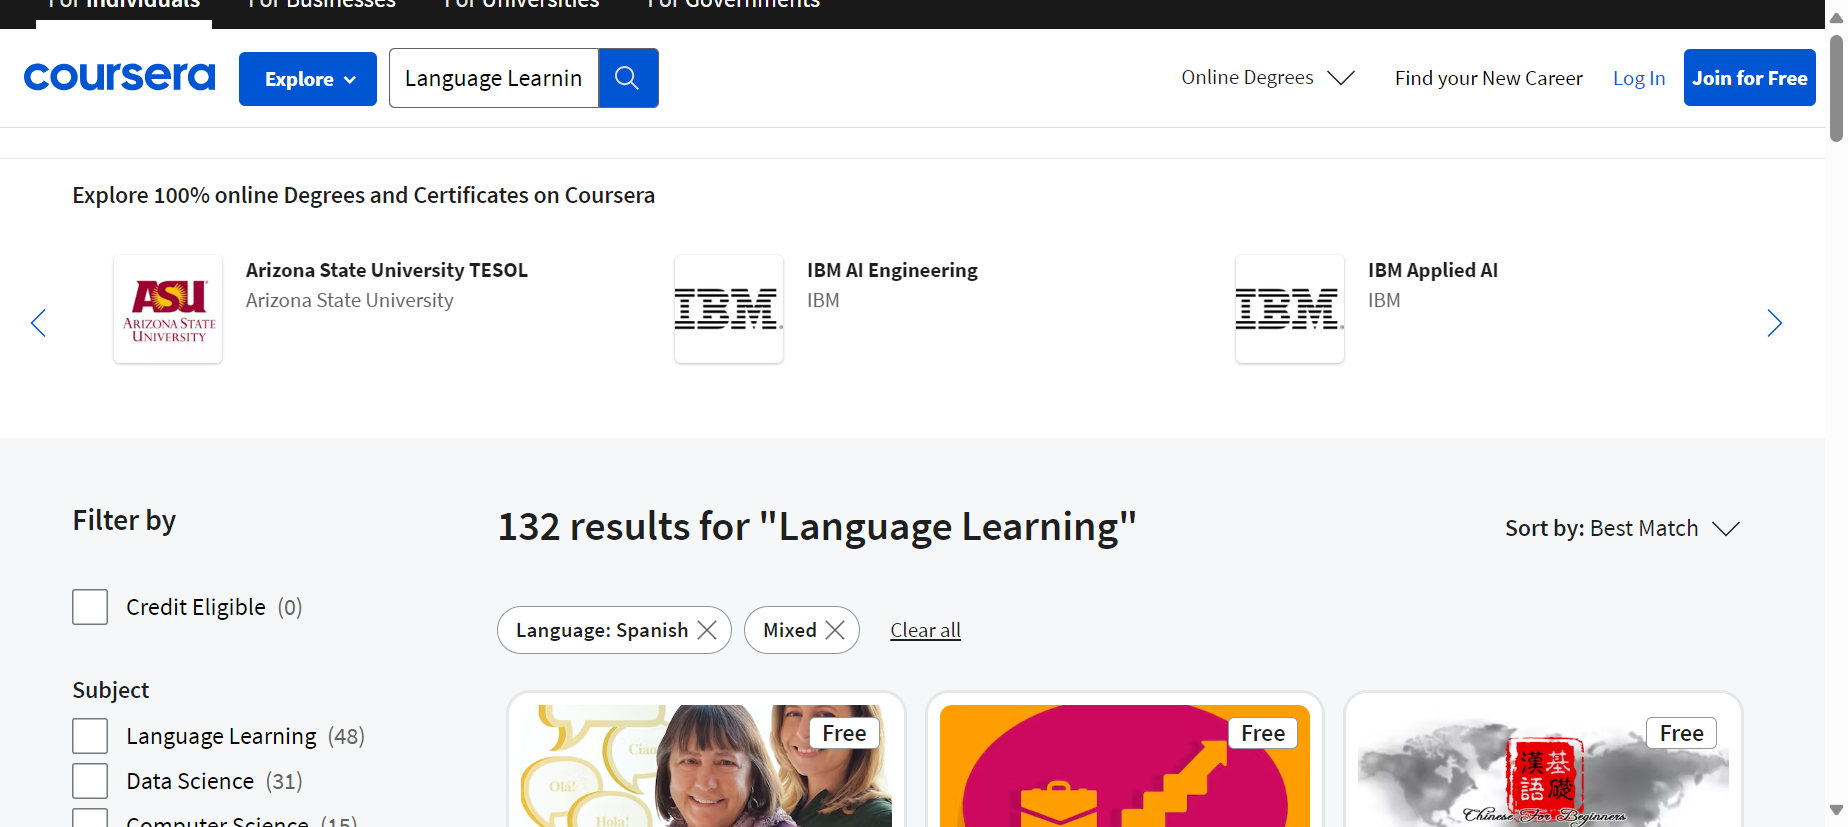 For Individuals
For Businesses
For Universities
For Governments
coursera
Explore
Language Learnin
Online Degrees
Find your New Career
Log In
Join for Free
Explore 100% online Degrees and Certificates on Coursera
ASU
ARIZONA STATE
UNIVERSITY
Arizona State University TESOL
Arizona State University
IBM
IBM AI Engineering
IBM
IBM
IBM Applied AI
IBM
Filter by
132 results for "Language Learning"
Sort by: Best Match
Credit Eligible (0)
Language: Spanish
Mixed
Clear all
Subject
Language Learning (48)
Data Science (31)
Computer Science (15)
Free
Ciao
Olá!
Hola!
Free
Free
漢語
基礎
Chinese For Beginners